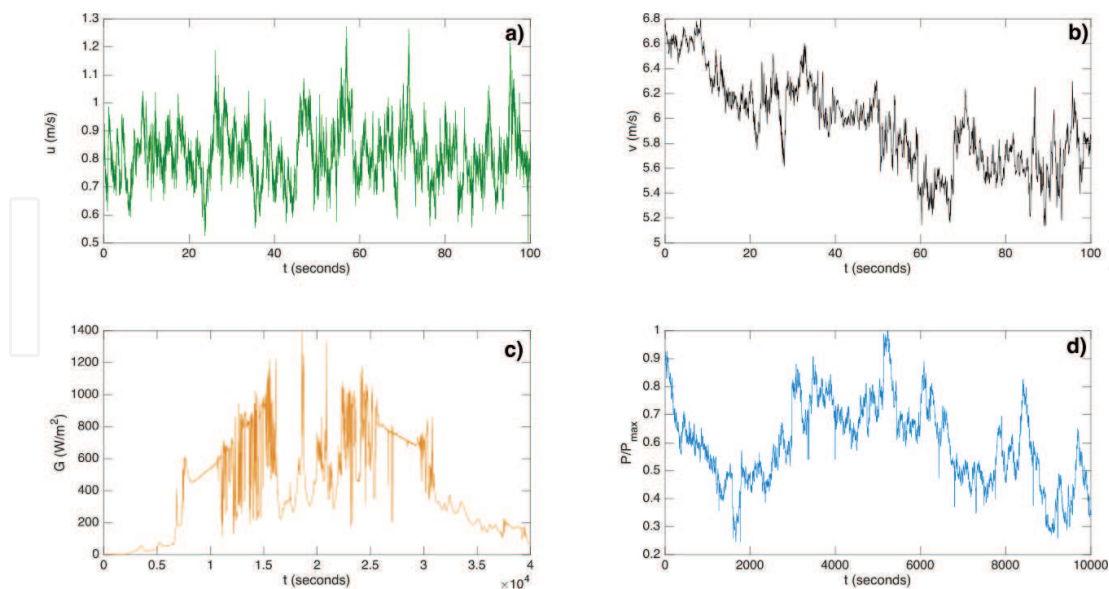 a)
1.3
1.2
1.1
1
0.9
0.8
0.7
0.6
0.5
u (m/s)
0 20 40 60 80 100
t (seconds)
b)
6.8
6.6
6.4
6.2
6
5.8
5.6
5.4
5.2
5
v (m/s)
0 20 40 60 80 100
t (seconds)
c)
1400
1200
1000
800
600
400
200
0
G (W/m²)
0 0.5 1 1.5 2 2.5 3 3.5 4
t (seconds)
×10⁴
d)
1
0.9
0.8
0.7
0.6
0.5
0.4
0.3
0.2
P/Pmax
0 2000 4000 6000 8000 10000
t (seconds)